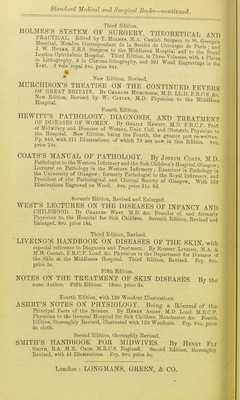 Standard Medical and Surgical Books—continued.
Third Edition.
HOLMES'S SYSTEM OF SURGERY, THEORETICAL AND
PRACTICAL. Edited by T. HOLMES, M.A. Cantab. Surgeon to St. George's
Hospital, Membre Correspondant de la Société de Chirurgie de Paris; and
J. W. HULKE, F.R.S. Surgeon to the Middlesex Hospital and to the Royal
London Ophthalmic Hospital. Third Edition, in Three Volumes, with 4 Plates
in Lithography, 5 in Chromo-lithography, and 931 Wood Engravings in the
Text. 3 vols. royal 8vo. price £4. 4s.
New Edition, Revised.
MURCHISON'S TREATISE ON THE CONTINUED FEVERS
OF GREAT BRITAIN. By CHARLES MURCHISON, M.D. LL.D. F.R.C.S. &c.
New Edition, Revised by W. CAYLEY, M.D. Physician to the Middlesex
Hospital.
Fourth Edition.
HEWITT'S PATHOLOGY, DIAGNOSIS, AND TREATMENT
OF DISEASES OF WOMEN. By GRAILY HEWITT, M.D. F.R.C.P. Prof.
of Midwifery and Diseases of Women, Univ. Coll. and Obstetric Physician to
the Hospital. New Edition, being the Fourth, the greater part re-written.
Pp. 940, with 211 Illustrations, of which 79 are new in this Edition. 8vo.
price 24s.
COATS'S MANUAL OF PATHOLOGY. By JOSEPH COATS, M.D.
Pathologist to the Western Infirmary and the Sick Children's Hospital, Glasgow;
Lecturer on Pathology in the Western Infirmary; Examiner in Pathology in
the University of Glasgow; formerly Pathologist to the Royal Infirmary, and
President of the Pathological and Clinical Society of Glasgow. With 339
Illustrations Engraved on Wood. 8vo. price 31s. 6d.
Seventh Edition, Revised and Enlarged.
WEST'S LECTURES ON THE DISEASES OF INFANCY AND
CHILDHOOD. By CHARLES WEST, M.D. &c. Founder of, and formerly
Physician to, the Hospital for Sick Children. Seventh Edition, Revised and
Enlarged, 8vo. price 18s.
Third Edition, Revised.
LIVEING'S HANDBOOK ON DISEASES OF THE SKIN, with
especial reference to Diagnosis and Treatment. By ROBERT LIVEING, M.A. &
M.D. Cantab. F.R.C.P. Lond. &c. Physician to the Department for Diseases of
the Skin at the Middlesex Hospital. Third Edition, Revised. Fcp. 8vo.
price 5s.
Fifth Edition.
NOTES ON THE TREATMENT OF SKIN DISEASES. By the
same Author. Fifth Edition. 18mo. price 3s.
Fourth Edition, with 120 Woodcut Illustrations
ASHBY'S NOTES ON PHYSIOLOGY. Being a Résumé of the
Principal Facts of the Science. By HENRY ASHBY, M.D. Lond. M.R.C.P.
Physician to the General Hospital for Sick Children, Manchester, &c. Fourth
Edition, thoroughly Revised, illustrated with 120 Woodcuts. Fcp. 8vo, price
5s. cloth.
Second Edition, thoroughly Revised.
SMITH'S HANDBOOK FOR MIDWIVES. By HENRY FLY
SMITH, B.A. M.B. Oxon. M.R.C.S. England. Second Edition, thoroughly
Revised, with 41 Illustrations. Fcp. 8vo. price 5s.
London: LONGMANS, GREEN, & CO.